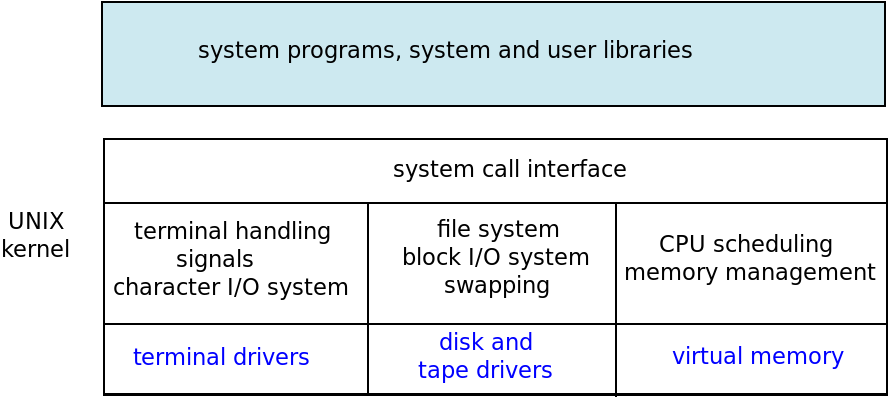 system programs, system and user libraries
system call interface
UNIX
kernel
terminal handling
signals
character I/O system
file system
block I/O system
swapping
CPU scheduling
memory management
terminal drivers
disk and
tape drivers
virtual memory